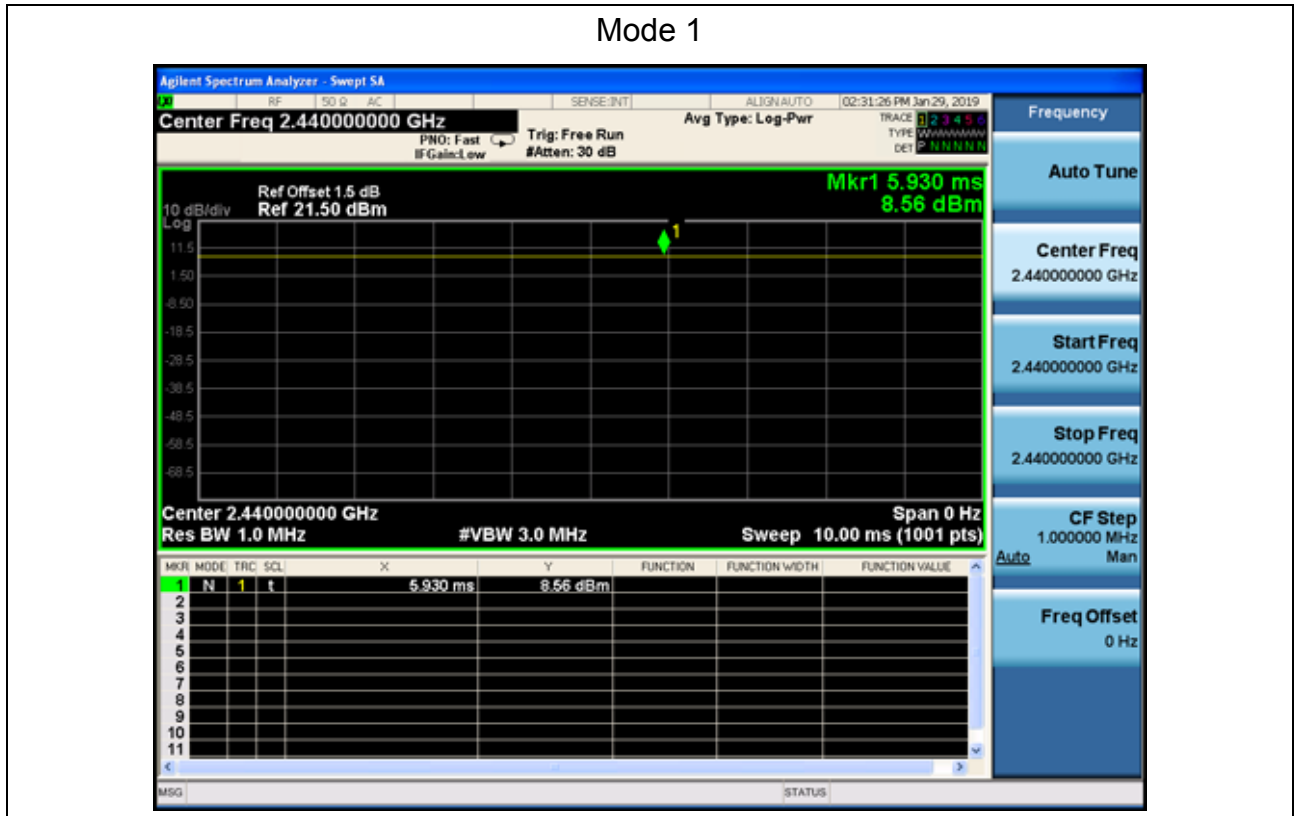 Mode 1
Agilent Spectrum Analyzer - Swept SA
LXI RF 50 Ω AC SENSE:INT ALIGN AUTO 02:31:26 PM Jan 29, 2019
Center Freq 2.440000000 GHz
PNO: Fast
IFGain:Low
Trig: Free Run
#Atten: 30 dB
Avg Type: Log-Pwr
TRACE 1 2 3 4 5 6
TYPE
DET P N N N N N
Frequency
Auto Tune
Mkr1 5.930 ms
8.56 dBm
Ref Offset 1.5 dB
10 dB/div Ref 21.50 dBm
Log
1
11.5
1.50
-8.50
-18.5
-28.5
-38.5
-48.5
-58.5
-68.5
Center 2.440000000 GHz Span 0 Hz
Res BW 1.0 MHz #VBW 3.0 MHz Sweep 10.00 ms (1001 pts)
Center Freq
2.440000000 GHz
Start Freq
2.440000000 GHz
Stop Freq
2.440000000 GHz
CF Step
1.000000 MHz
Auto Man
Freq Offset
0 Hz
MKR MODE TRC SCL X Y FUNCTION FUNCTION WIDTH FUNCTION VALUE
1 N 1 t 5.930 ms 8.56 dBm
2
3
4
5
6
7
8
9
10
11
MSG STATUS